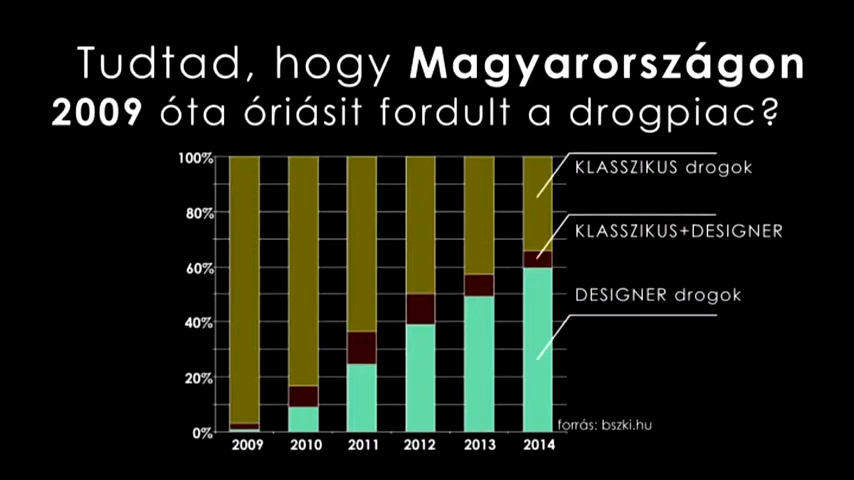 Tudtad, hogy Magyarországon
2009 óta óriásit fordult a drogpiac?
100%
80%
60%
40%
20%
0%
2009 2010 2011 2012 2013 2014
KLASSZIKUS drogok
KLASSZIKUS+DESIGNER
DESIGNER drogok
forrás: bszki.hu